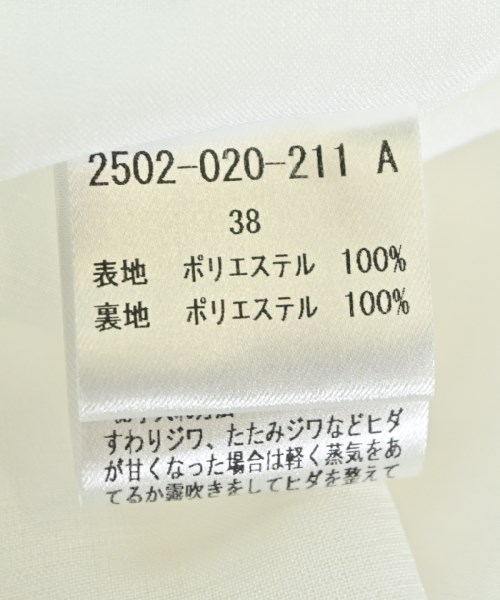 2502-020-211 A
38
表地 ポリエステル 100%
裏地 ポリエステル 100%
すわりジワ、たたみジワなどヒダ
が甘くなった場合は軽く蒸気をあ
てるか霧吹きをしてヒダを整えて